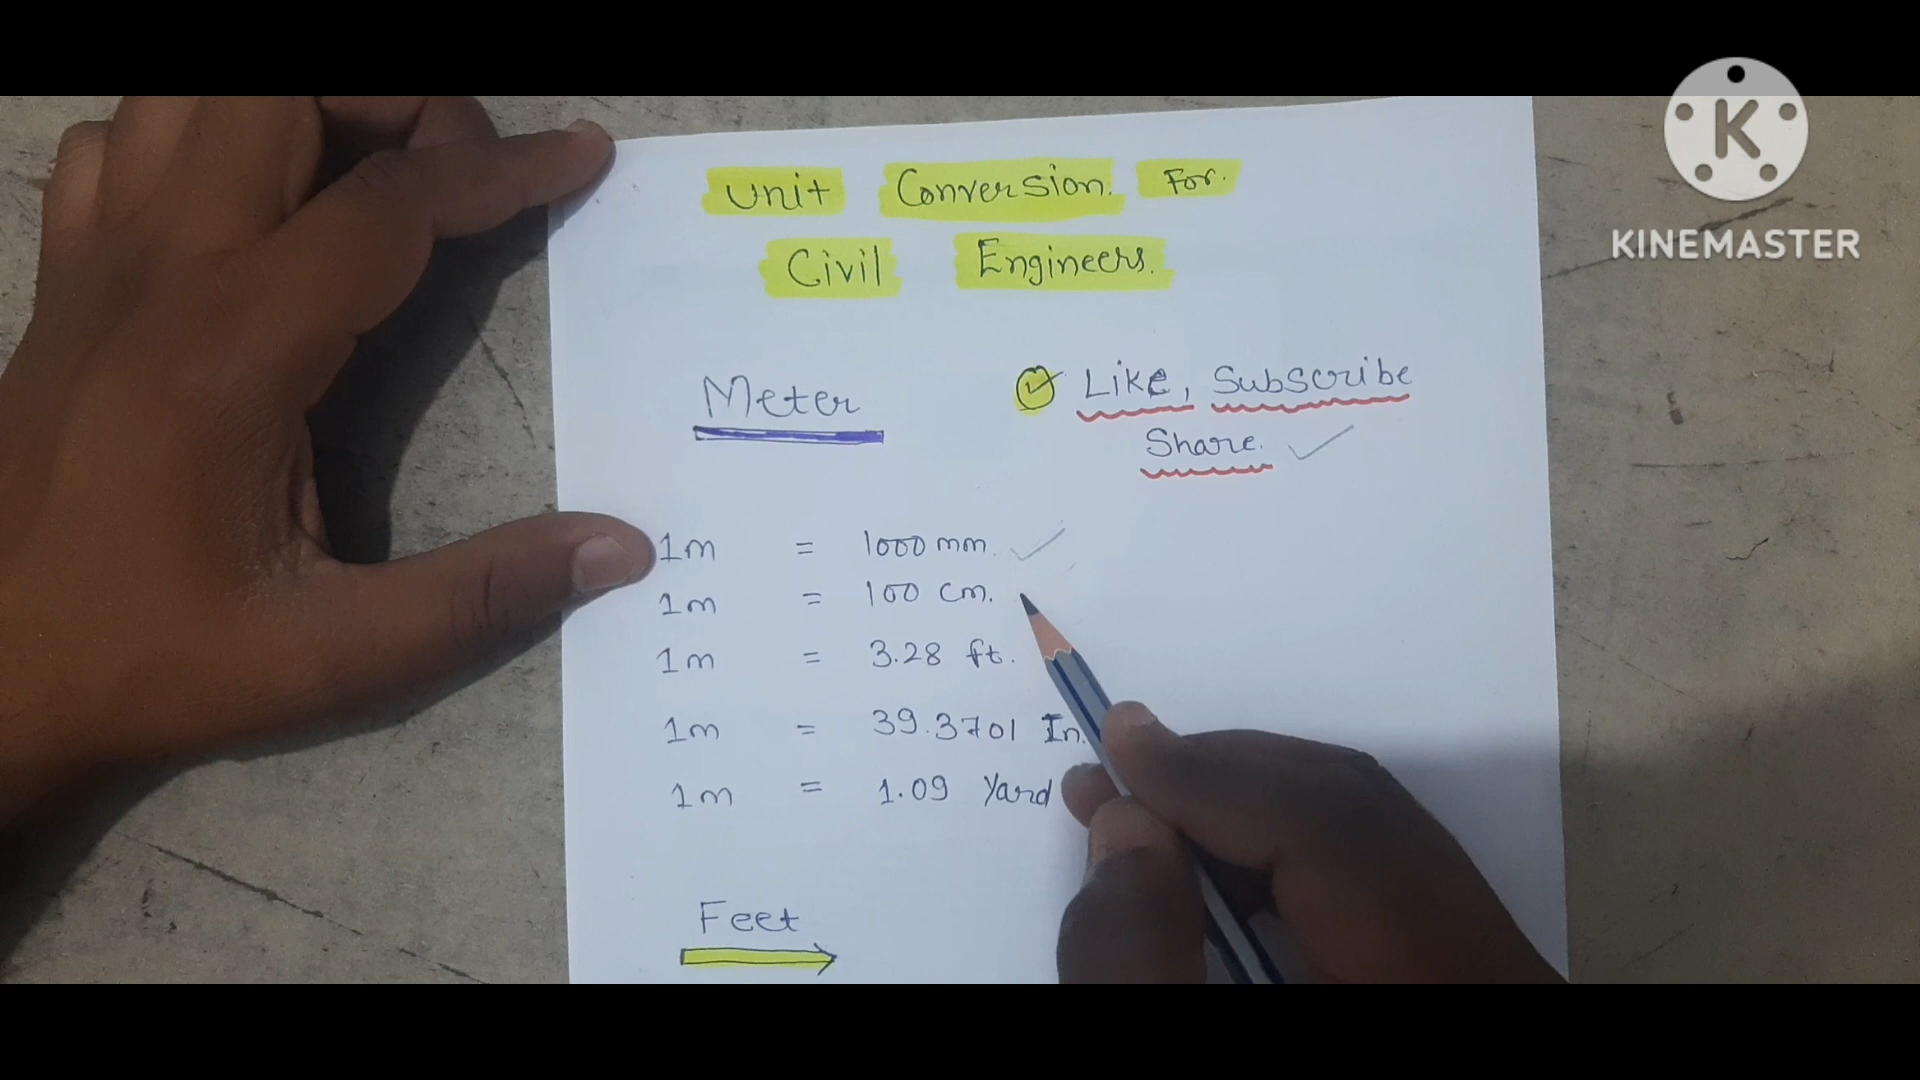 K
KINEMASTER
Unit Conversion. For.
Civil Engineers.
Meter
Like, Subscribe
Share.
1m = 1000 mm.
1m = 100 cm.
1m = 3.28 ft.
1m = 39.3701 In.
1m = 1.09 Yard
Feet